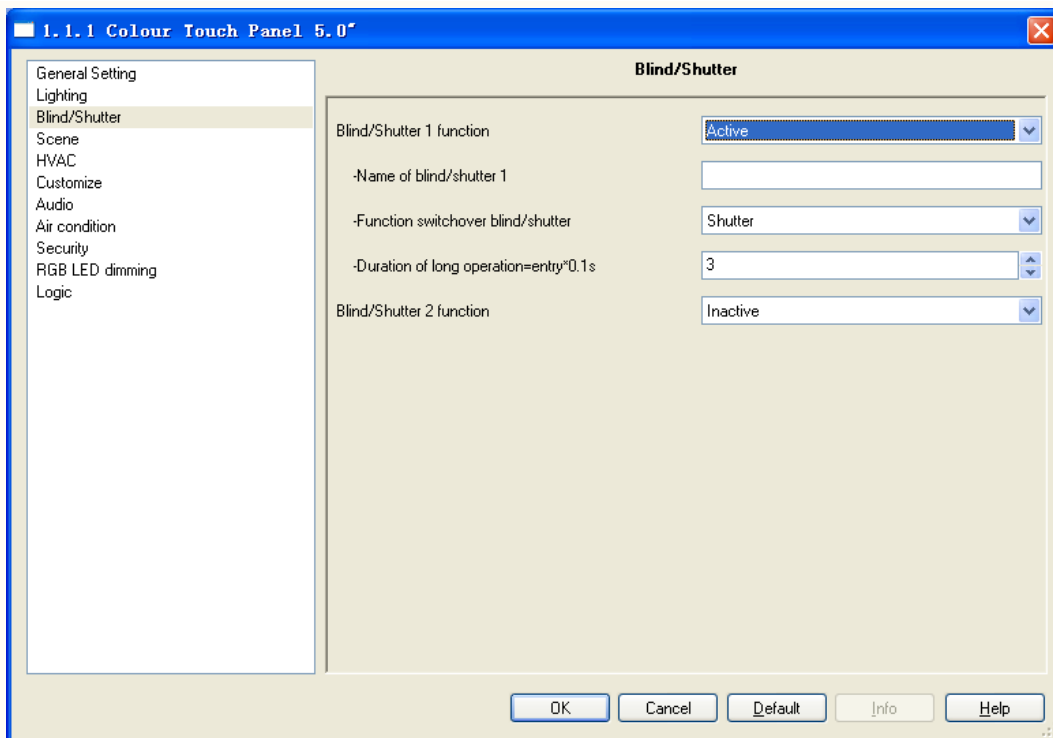 1.1.1 Colour Touch Panel 5.0"
General Setting
Lighting
Blind/Shutter
Scene
HVAC
Customize
Audio
Air condition
Security
RGB LED dimming
Logic
Blind/Shutter
Blind/Shutter 1 function
Active
-Name of blind/shutter 1
-Function switchover blind/shutter
Shutter
-Duration of long operation=entry*0.1s
3
Blind/Shutter 2 function
Inactive
OK
Cancel
Default
Info
Help